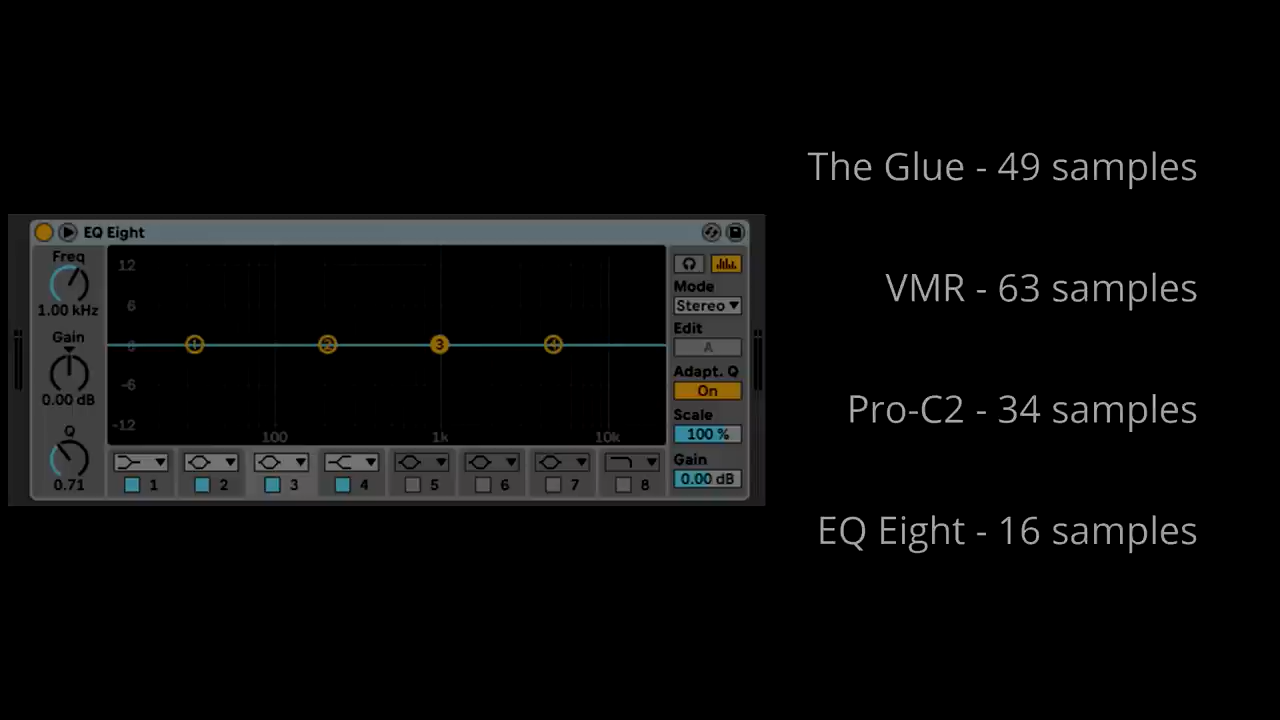 The Glue - 49 samples
EQ Eight
Freq
1.00 kHz
Gain
0.00 dB
Q
0.71
12
6
0
-6
-12
100 1k 10k
1 2 3 4
Mode
Stereo
Edit
A
Adapt. Q
On
Scale
100 %
Gain
0.00 dB
1 2 3 4 5 6 7 8
VMR - 63 samples
Pro-C2 - 34 samples
EQ Eight - 16 samples